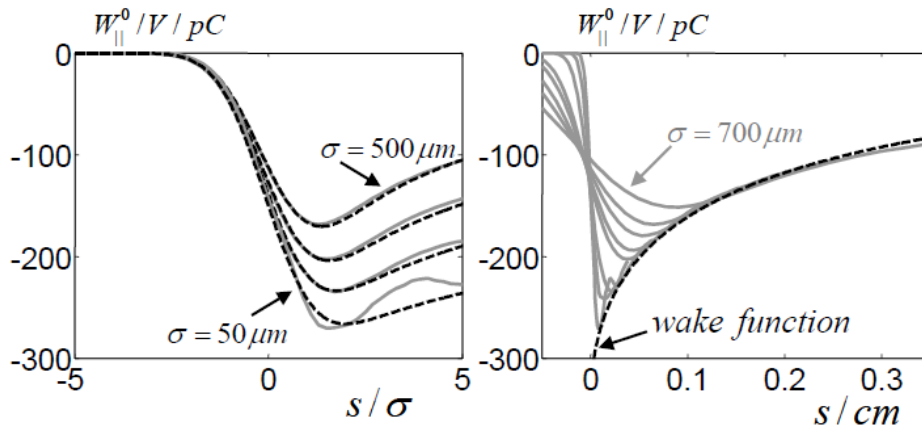 W∥⁰ / V / pC
0
-100
-200
-300
σ = 500 μm
σ = 50 μm
-5
0
5
s / σ
W∥⁰ / V / pC
0
-100
-200
-300
σ = 700 μm
wake function
0
0.1
0.2
0.3
s / cm